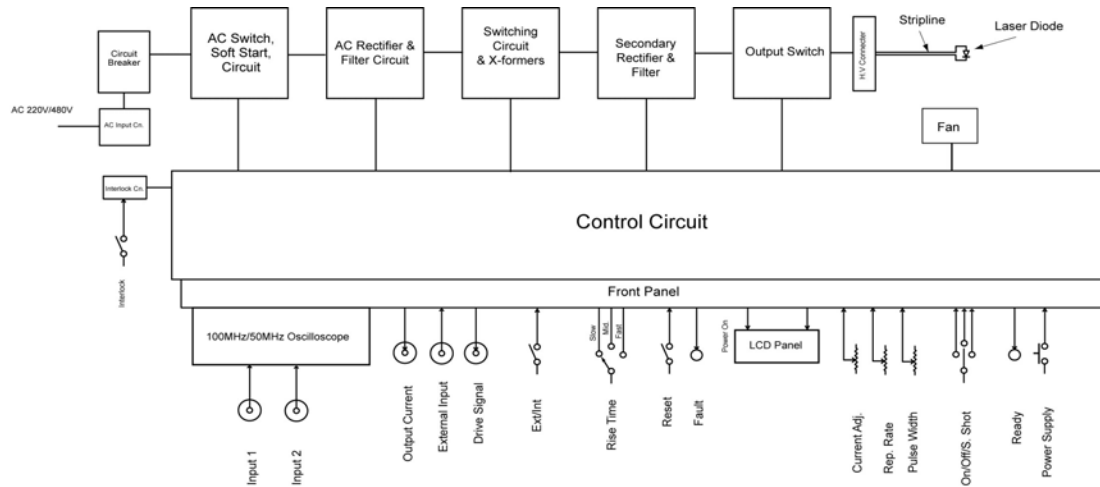 Stripline
Laser Diode
Circuit
Breaker
AC Switch,
Soft Start,
Circuit
AC Rectifier &
Filter Circuit
Switching
Circuit
& X-formers
Secondary
Rectifier &
Filter
Output Switch
H.V Connecter
AC 220V/480V
AC Input Cn.
Fan
Interlock Cn.
Control Circuit
Interlock
Front Panel
100MHz/50MHz Oscilloscope
Slow
Mid.
Fast
Power On
LCD Panel
Input 1
Input 2
Output Current
External Input
Drive Signal
Ext/Int
Rise Time
Reset
Fault
Current Adj.
Rep. Rate
Pulse Width
On/Off/S. Shot
Ready
Power Supply